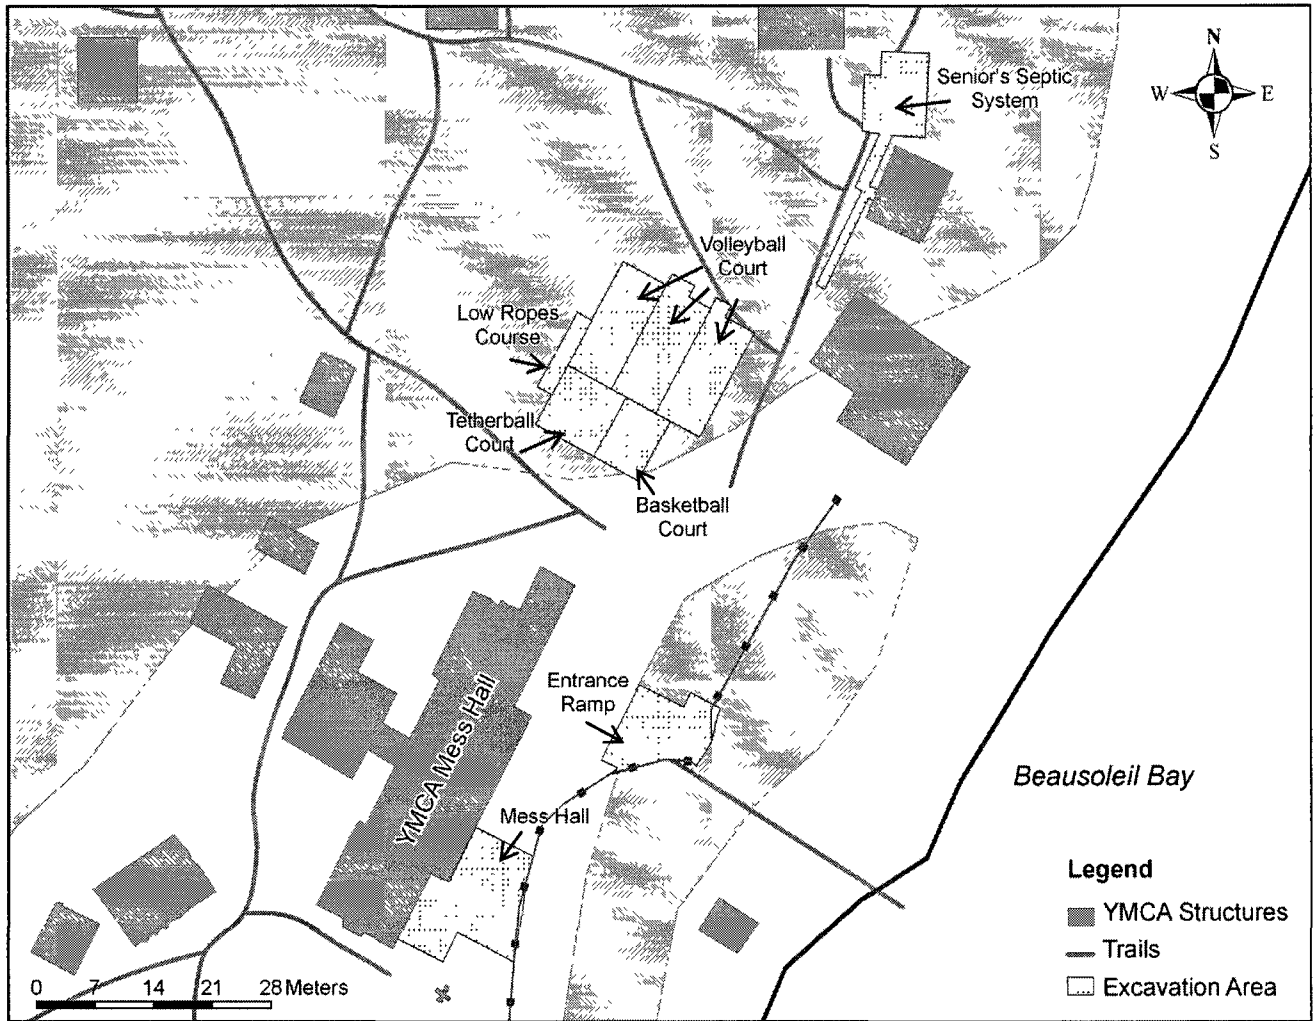 N
Senior's Septic
System
W
E
S
Volleyball
Court
Low Ropes
Course
Tetherball
Court
Basketball
Court
Entrance
Ramp
YMCA Mess Hall
Beausoleil Bay
Mess Hall
Legend
YMCA Structures
Trails
Excavation Area
0 7 14 21 28 Meters